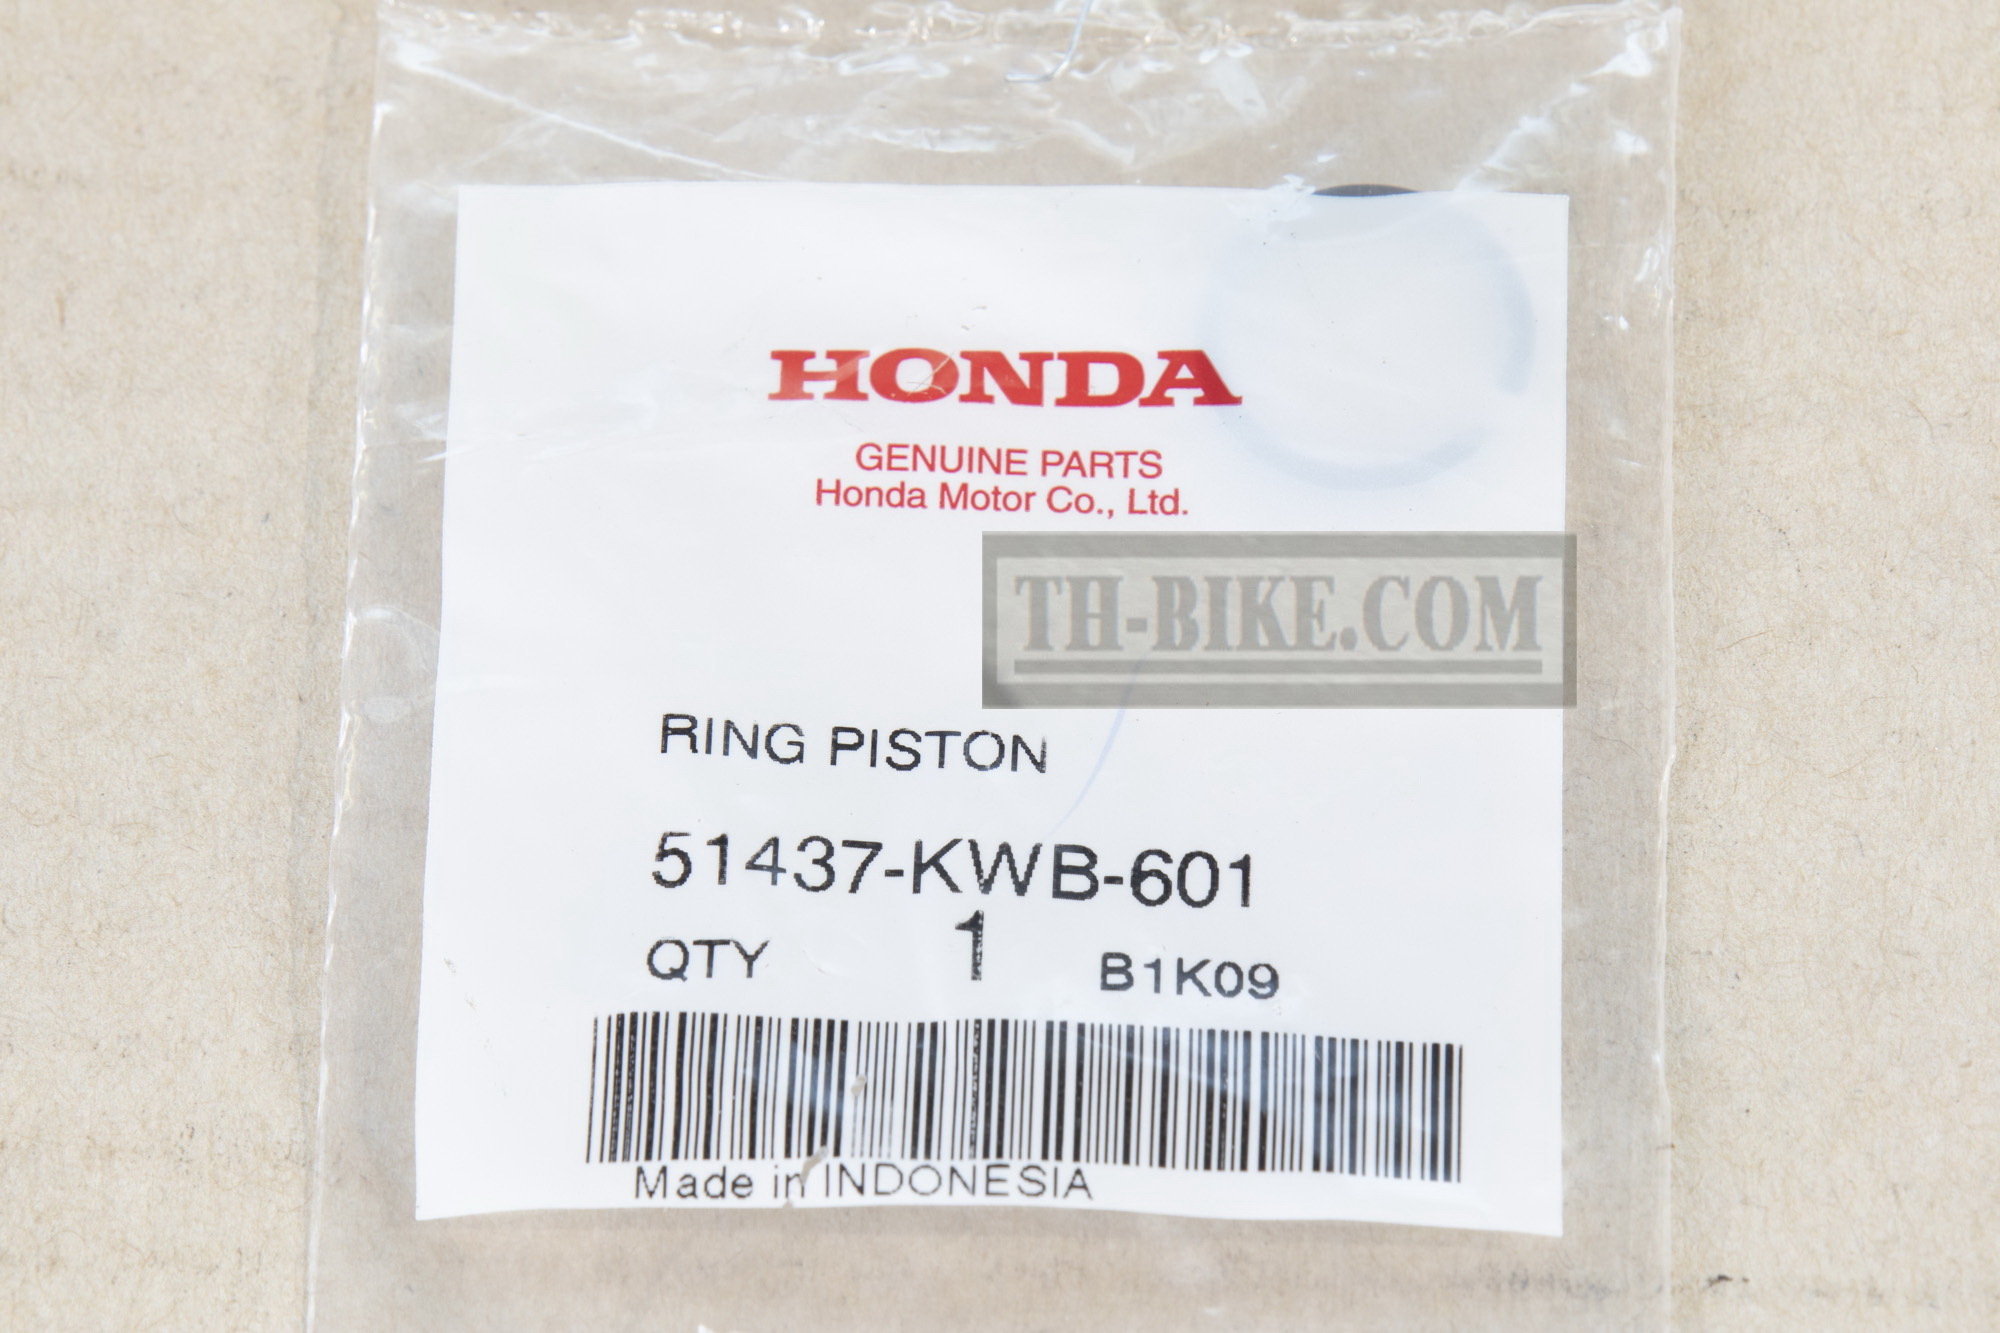 HONDA
GENUINE PARTS
Honda Motor Co., Ltd.
TH-BIKE.COM
RING PISTON
51437-KWB-601
QTY 1 B1K09
Made in INDONESIA